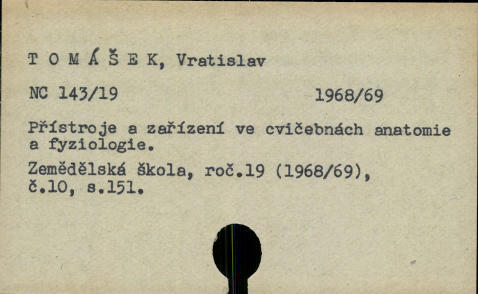 T O M Á Š E K, Vratislav
NC 143/19 1968/69
Přístroje a zařízení ve cvičebnách anatomie
a fyziologie.
Zemědělská škola, roč.19 (1968/69),
č.10, s.151.